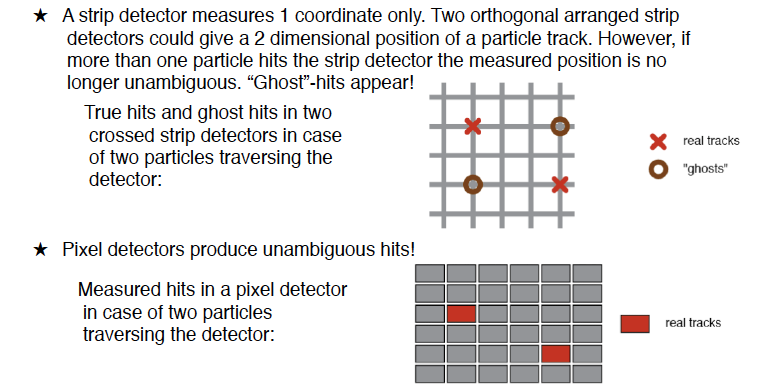 ★ A strip detector measures 1 coordinate only. Two orthogonal arranged strip
detectors could give a 2 dimensional position of a particle track. However, if
more than one particle hits the strip detector the measured position is no
longer unambiguous. “Ghost”-hits appear!
True hits and ghost hits in two
crossed strip detectors in case
of two particles traversing the
detector:
real tracks
"ghosts"
★ Pixel detectors produce unambiguous hits!
Measured hits in a pixel detector
in case of two particles
traversing the detector:
real tracks